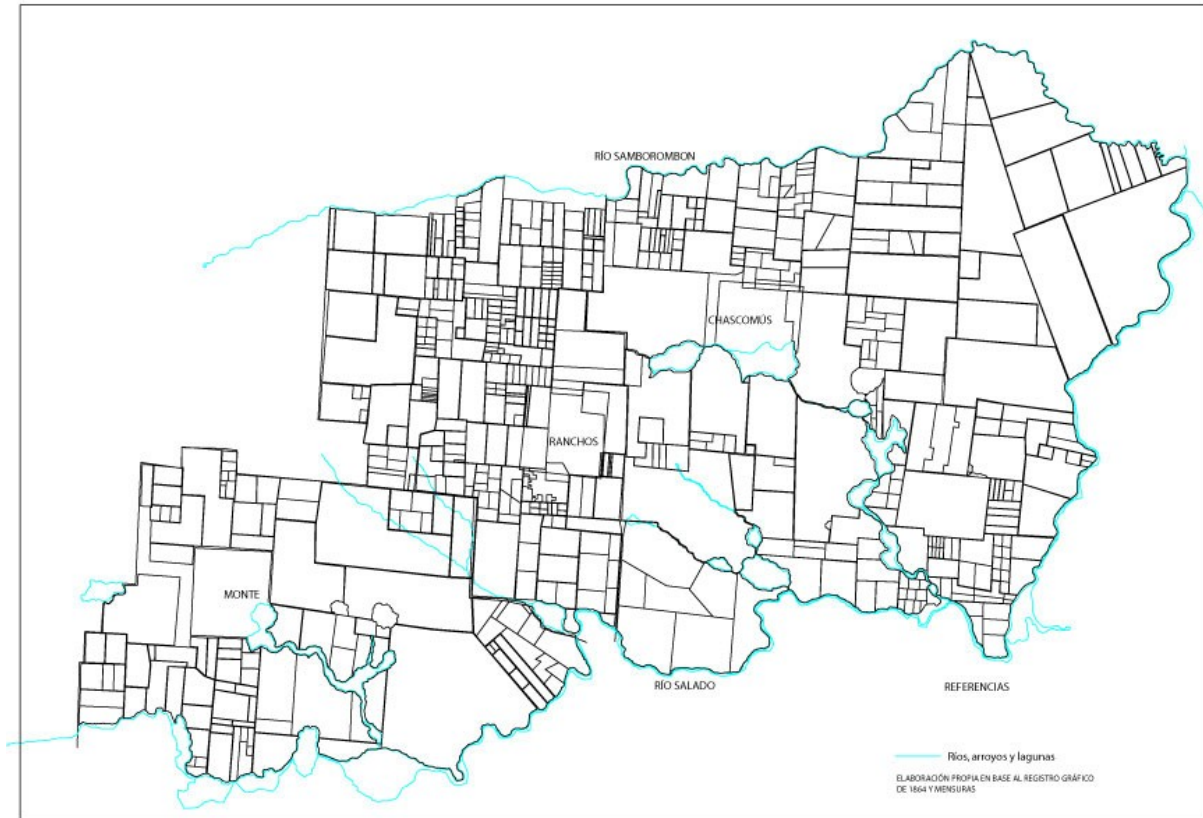 RÍO SAMBOROMBON
CHASCOMÚS
RANCHOS
MONTE
RÍO SALADO
REFERENCIAS
Ríos, arroyos y lagunas
ELABORACIÓN PROPIA EN BASE AL REGISTRO GRÁFICO
DE 1864 Y MENSURAS